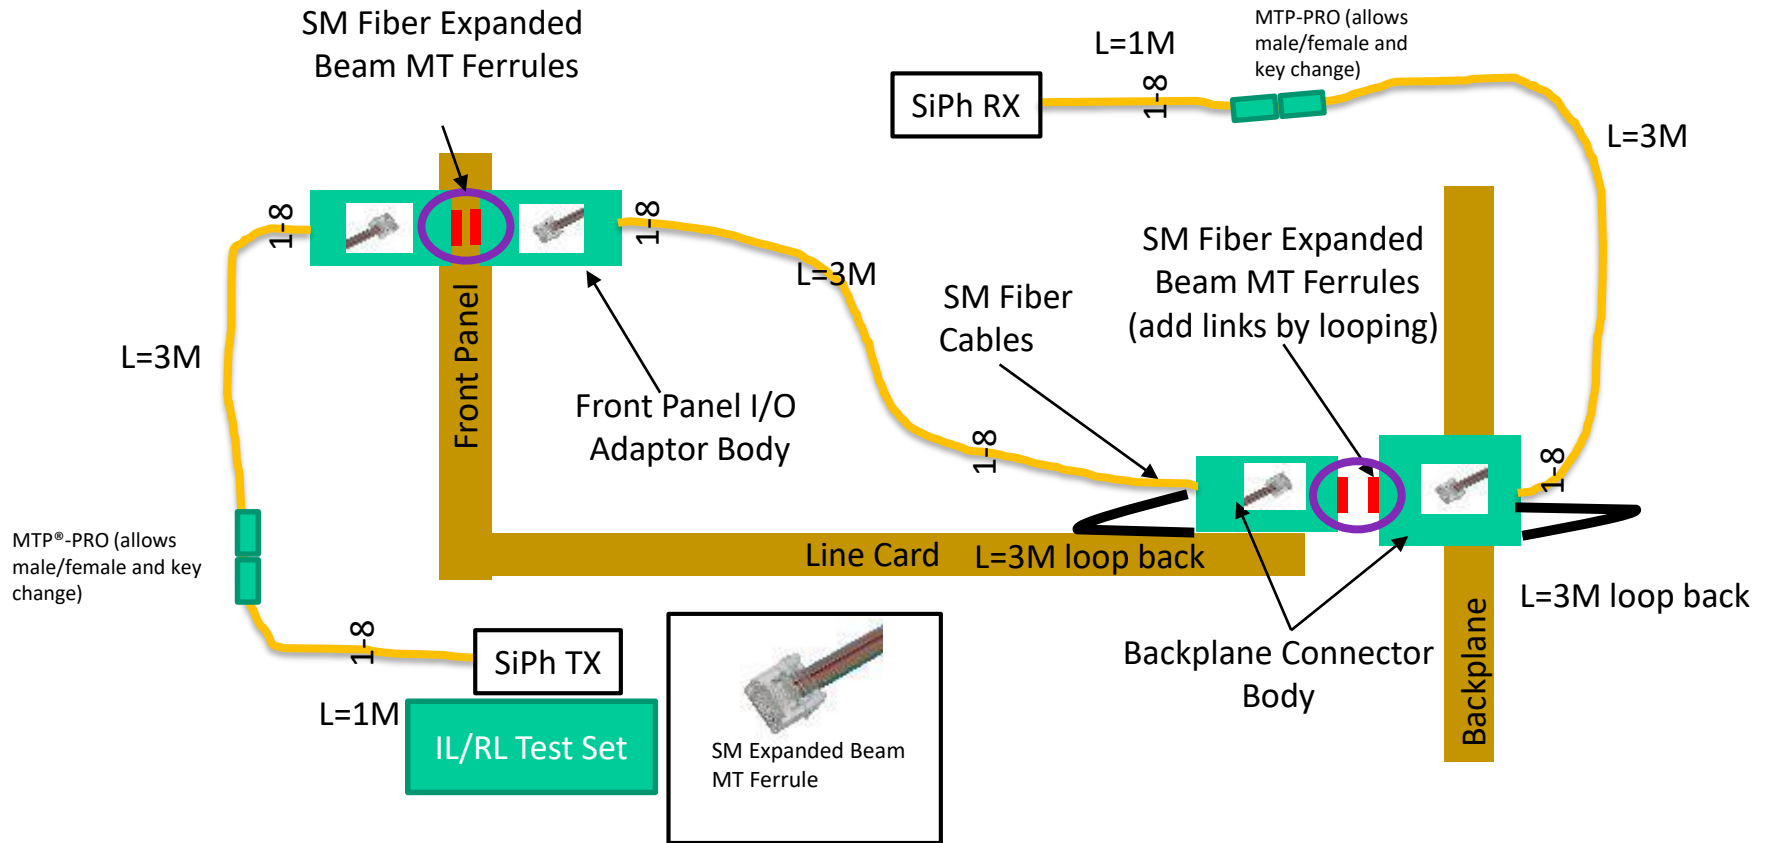 SM Fiber Expanded
Beam MT Ferrules
MTP-PRO (allows
male/female and
key change)
L=1M
SiPh RX
1-8
L=3M
1-8
1-8
L=3M
SM Fiber Expanded
Beam MT Ferrules
(add links by looping)
SM Fiber
Cables
L=3M
Front Panel
Front Panel I/O
Adaptor Body
1-8
1-8
MTP®-PRO (allows
male/female and key
change)
Line Card
L=3M loop back
L=3M loop back
Backplane
Backplane Connector
Body
1-8
SiPh TX
L=1M
IL/RL Test Set
SM Expanded Beam
MT Ferrule